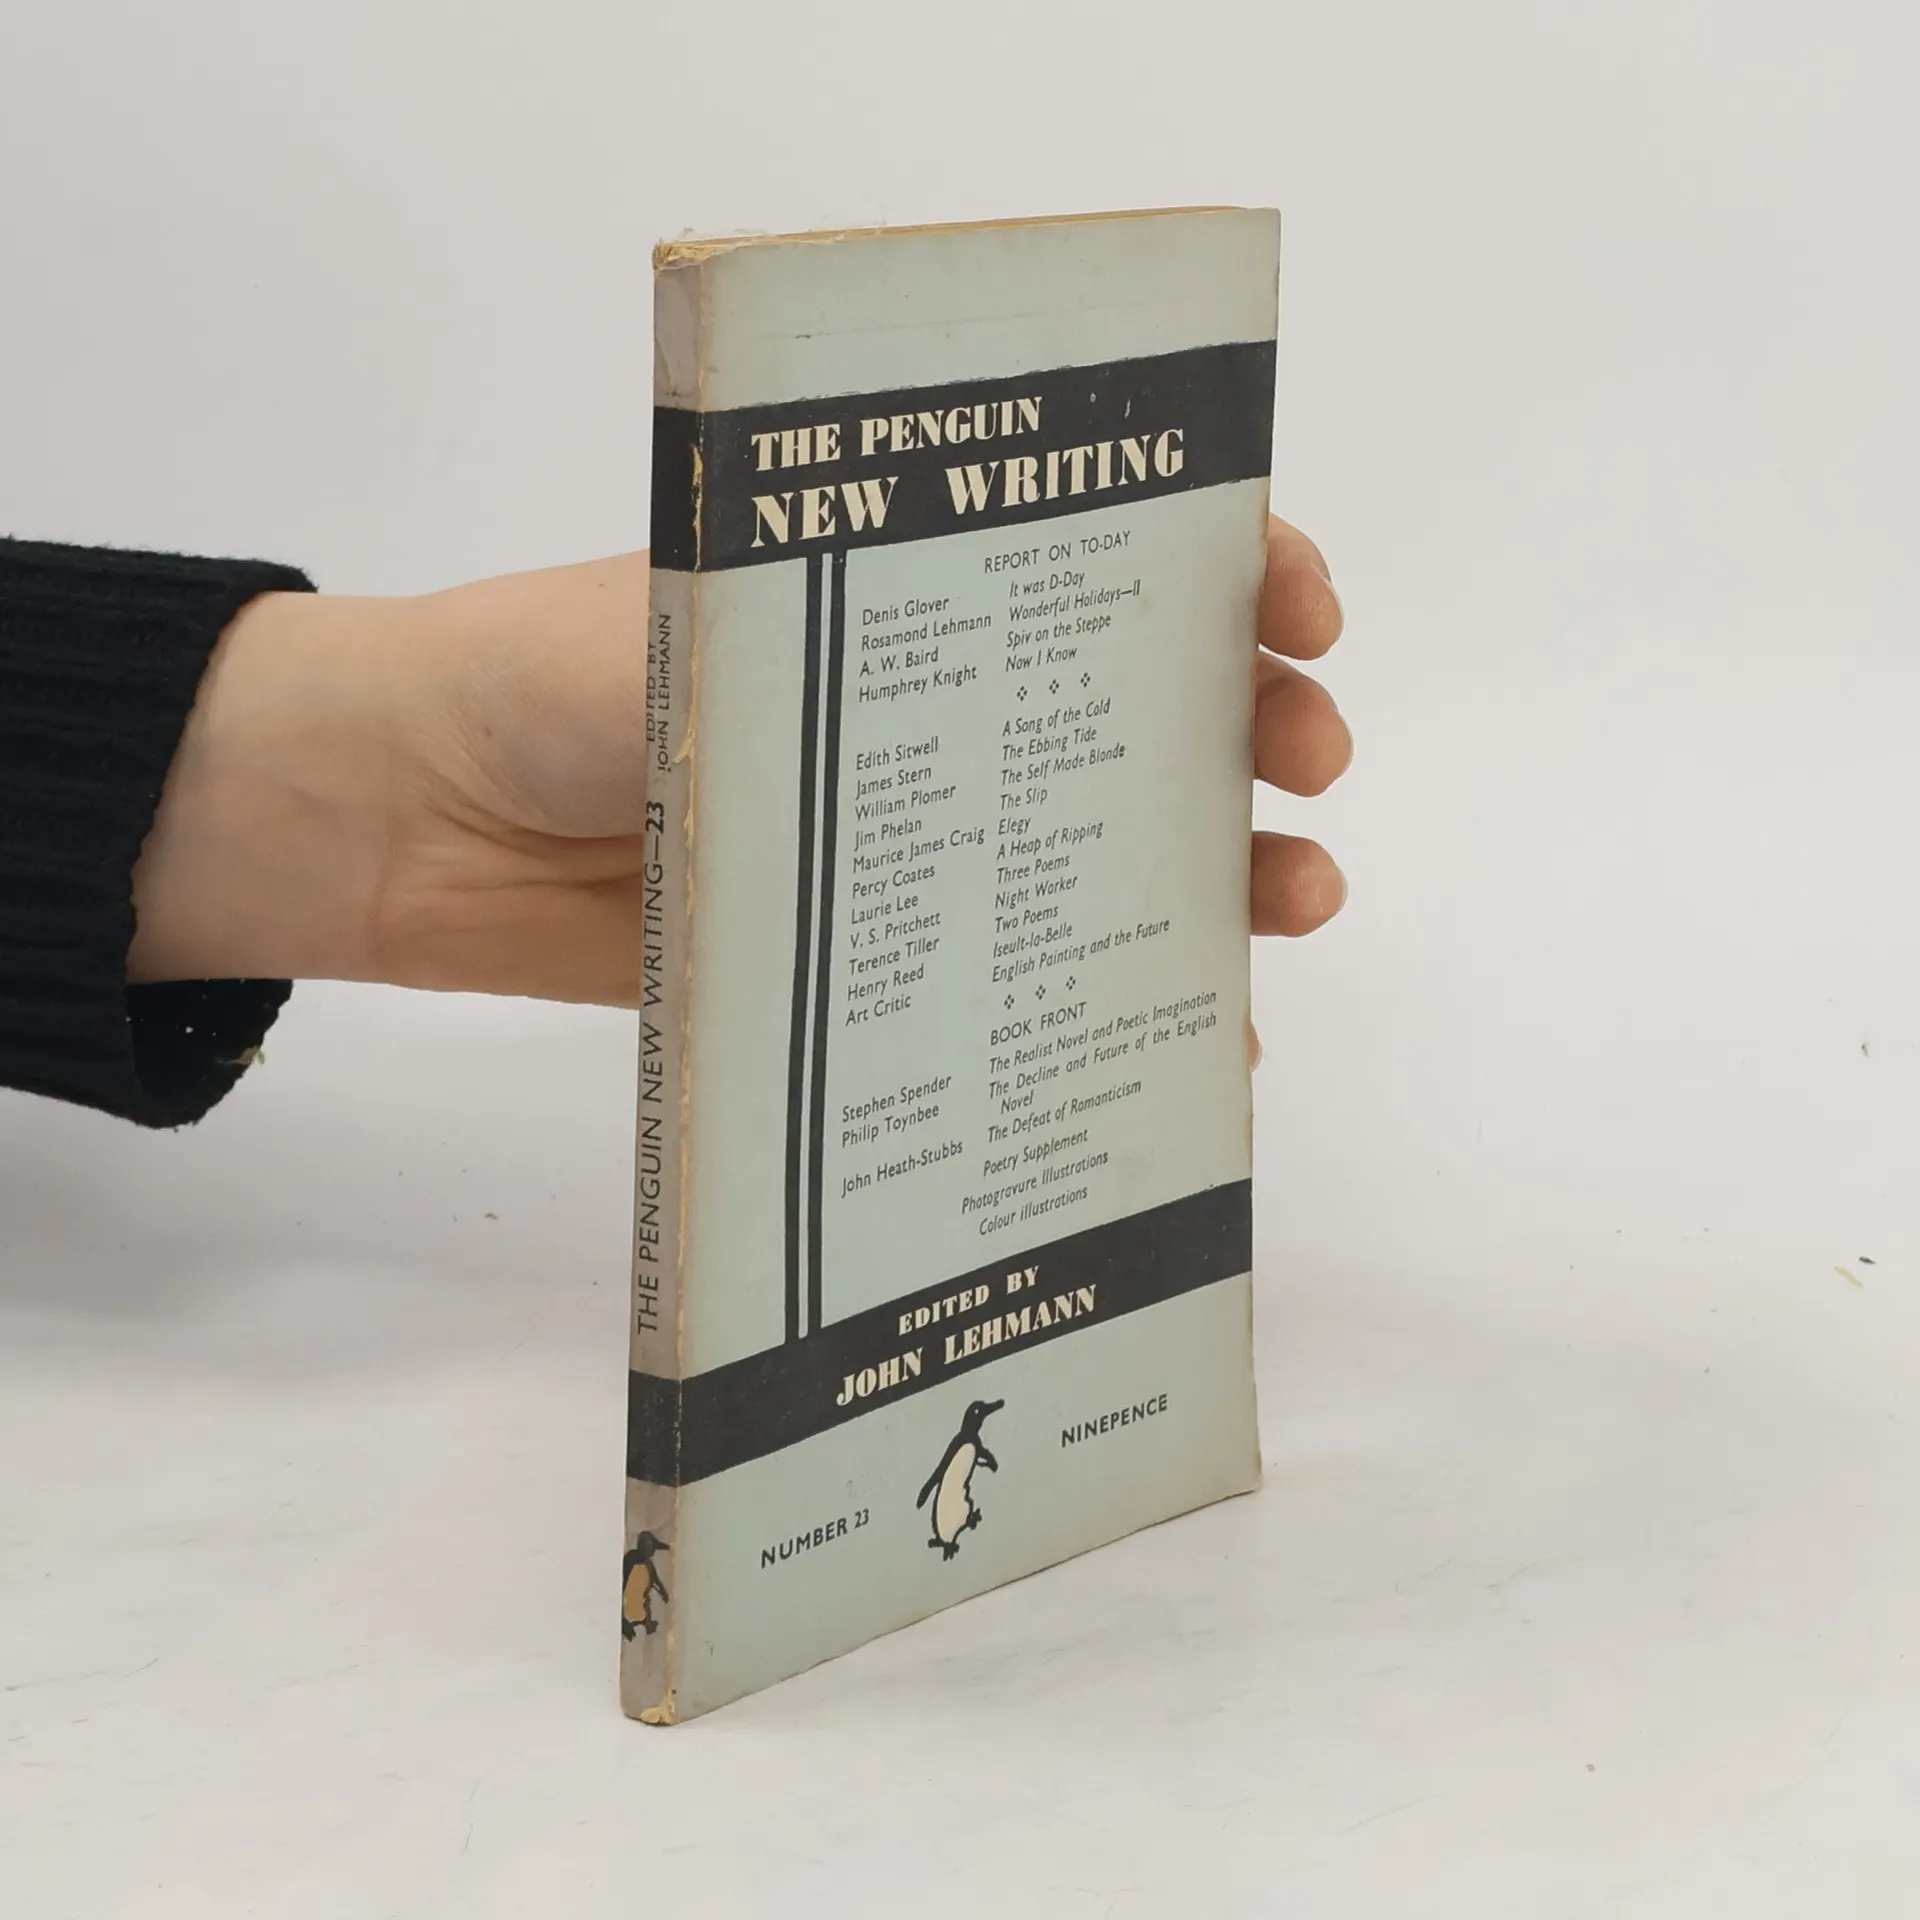 THE PENGUIN
NEW WRITING
REPORT ON TO-DAY
Denis Glover It was D-Day
Rosamond Lehmann Wonderful Holidays—II
A. W. Baird Spiv on the Steppe
Humphrey Knight Now I Know
Edith Sitwell A Song of the Cold
James Stern The Ebbing Tide
William Plomer The Self Made Blonde
Jim Phelan The Slip
Maurice James Craig Elegy
Percy Coates A Heap of Ripping
Laurie Lee Three Poems
V. S. Pritchett Night Worker
Terence Tiller Two Poems
Henry Reed Iseult-la-Belle
Art Critic English Painting and the Future
BOOK FRONT
Stephen Spender The Realist Novel and Poetic Imagination
Philip Toynbee The Decline and Future of the English
Novel
John Heath-Stubbs The Defeat of Romanticism
Poetry Supplement
Photogravure Illustrations
Colour illustrations
EDITED BY
JOHN LEHMANN
NUMBER 23 NINEPENCE
THE PENGUIN NEW WRITING—23
EDITED BY
JOHN LEHMANN